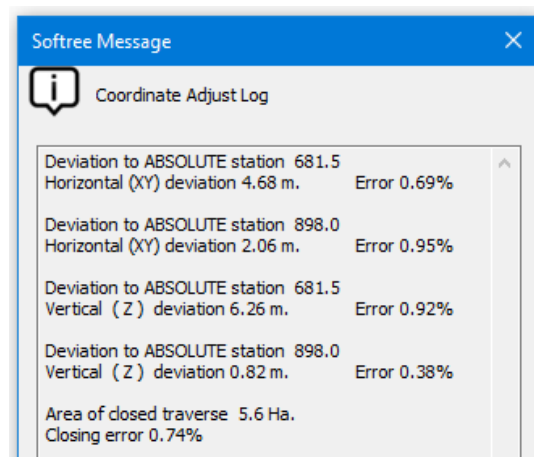 Softree Message
Coordinate Adjust Log
Deviation to ABSOLUTE station 681.5
Horizontal (XY) deviation 4.68 m. Error 0.69%
Deviation to ABSOLUTE station 898.0
Horizontal (XY) deviation 2.06 m. Error 0.95%
Deviation to ABSOLUTE station 681.5
Vertical ( Z ) deviation 6.26 m. Error 0.92%
Deviation to ABSOLUTE station 898.0
Vertical ( Z ) deviation 0.82 m. Error 0.38%
Area of closed traverse 5.6 Ha.
Closing error 0.74%